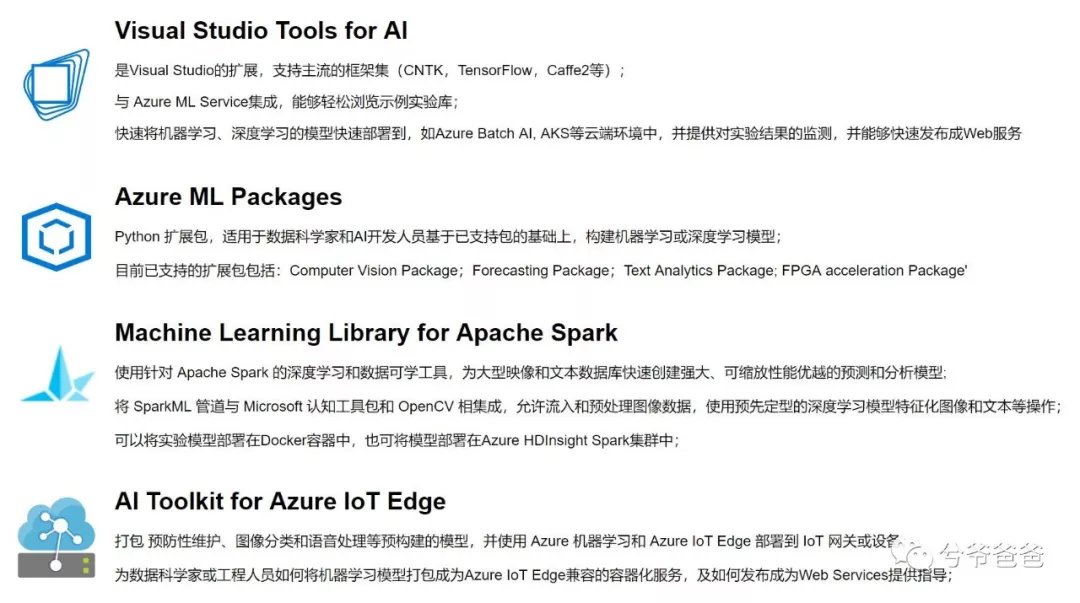 Visual Studio Tools for AI
是Visual Studio的扩展，支持主流的框架集（CNTK，TensorFlow，Caffe2等）；
与 Azure ML Service集成，能够轻松浏览示例实验库；
快速将机器学习、深度学习的模型快速部署到，如Azure Batch AI, AKS等云端环境中，并提供对实验结果的监测，并能够快速发布成Web服务
Azure ML Packages
Python 扩展包，适用于数据科学家和AI开发人员基于已支持包的基础上，构建机器学习或深度学习模型；
目前已支持的扩展包包括：Computer Vision Package；Forecasting Package；Text Analytics Package; FPGA acceleration Package'
Machine Learning Library for Apache Spark
使用针对 Apache Spark 的深度学习和数据可学工具，为大型映像和文本数据库快速创建强大、可缩放性能优越的预测和分析模型;
将 SparkML 管道与 Microsoft 认知工具包和 OpenCV 相集成，允许流入和预处理图像数据，使用预先定型的深度学习模型特征化图像和文本等操作；
可以将实验模型部署在Docker容器中，也可将模型部署在Azure HDInsight Spark集群中；
AI Toolkit for Azure IoT Edge
打包 预防性维护、图像分类和语音处理等预构建的模型，并使用 Azure 机器学习和 Azure IoT Edge 部署到 IoT 网关或设备
为数据科学家或工程人员如何将机器学习模型打包成为Azure IoT Edge兼容的容器化服务，及如何发布成为Web Services提供指导；
兮爷爸爸